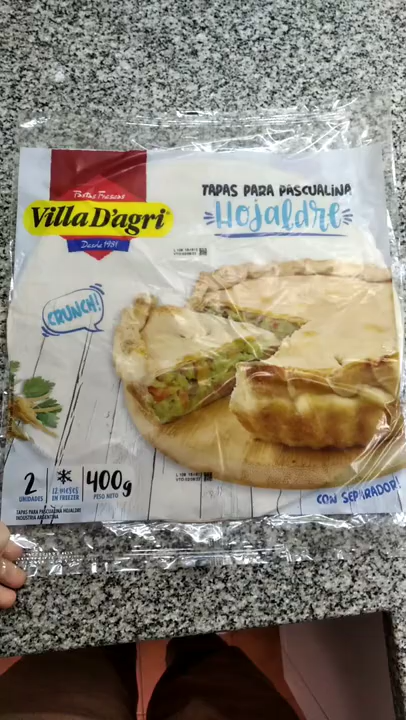 Pastas Frescas
Villa D'agri®
Desde 1981
TAPAS PARA PASCUALINA
Hojaldre
CRUNCH!
2
UNIDADES
12 MESES
EN FREEZER
400g
PESO NETO
CON SEPARADOR!
TAPAS PARA PASCUALINA HOJALDRE
INDUSTRIA ARGENTINA